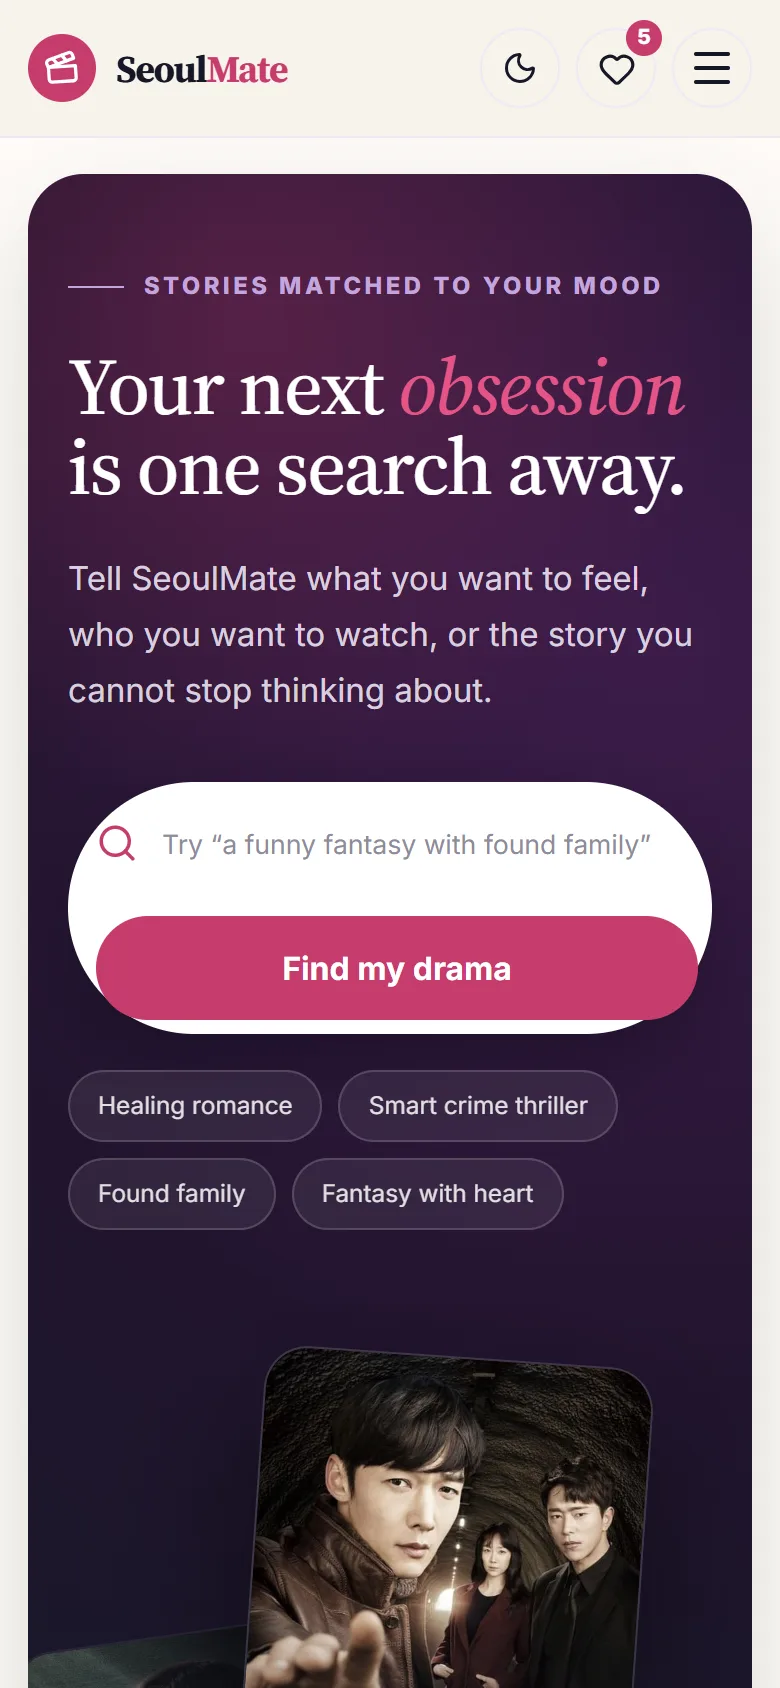 SeoulMate
5
STORIES MATCHED TO YOUR MOOD
Your next obsession
is one search away.
Tell SeoulMate what you want to feel,
who you want to watch, or the story you
cannot stop thinking about.
Try “a funny fantasy with found family”
Find my drama
Healing romance
Smart crime thriller
Found family
Fantasy with heart